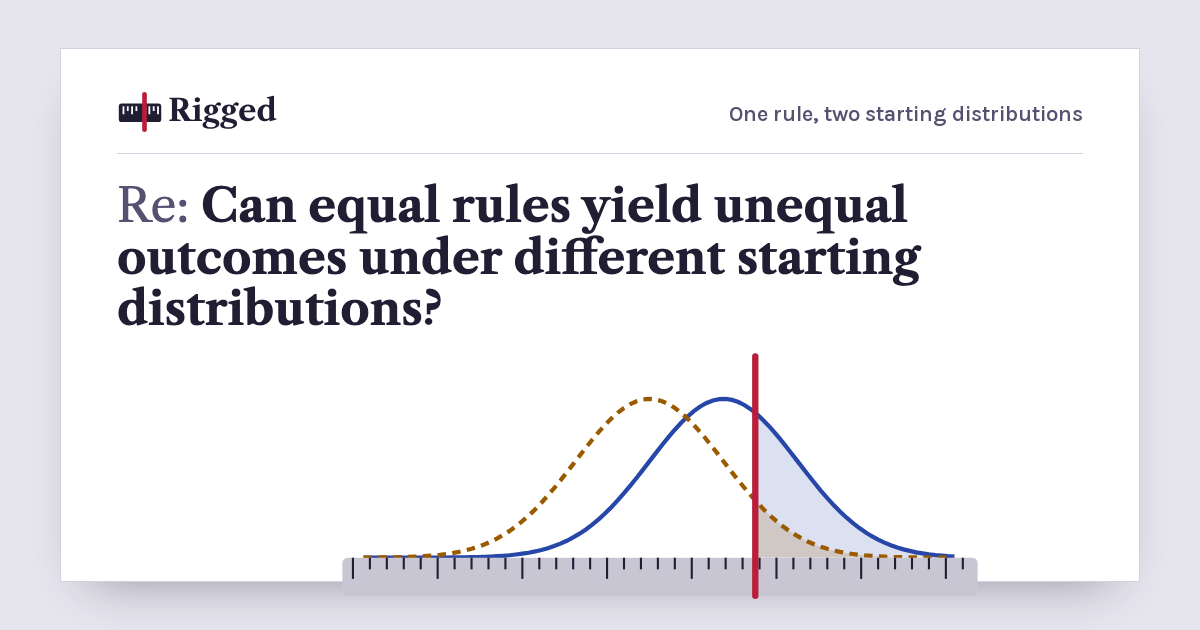 Rigged
One rule, two starting distributions
Re: Can equal rules yield unequal
outcomes under different starting
distributions?